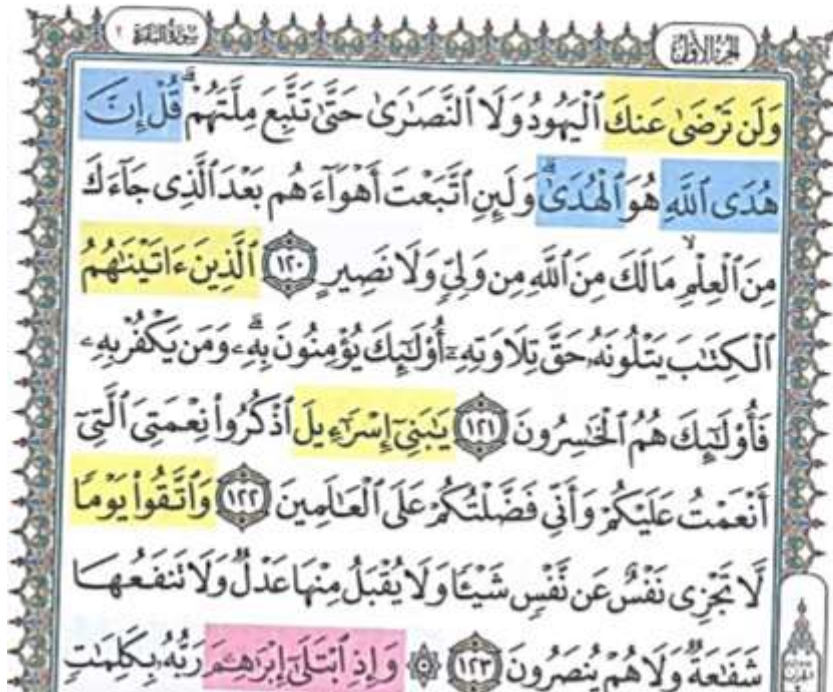 الجزء الأول
سورة البقرة ٢
وَلَن تَرْضَىٰ عَنكَ ٱلْيَهُودُ وَلَا ٱلنَّصَٰرَىٰ حَتَّىٰ تَتَّبِعَ مِلَّتَهُمْ ۗ قُلْ إِنَّ
هُدَى ٱللَّهِ هُوَ ٱلْهُدَىٰ ۗ وَلَئِنِ ٱتَّبَعْتَ أَهْوَآءَهُم بَعْدَ ٱلَّذِى جَآءَكَ
مِنَ ٱلْعِلْمِ ۙ مَا لَكَ مِنَ ٱللَّهِ مِن وَلِىٍّ وَلَا نَصِيرٍ ١٢٠ ٱلَّذِينَ ءَاتَيْنَٰهُمُ
ٱلْكِتَٰبَ يَتْلُونَهُۥ حَقَّ تِلَاوَتِهِۦٓ أُو۟لَٰٓئِكَ يُؤْمِنُونَ بِهِۦ ۗ وَمَن يَكْفُرْ بِهِۦ
فَأُو۟لَٰٓئِكَ هُمُ ٱلْخَٰسِرُونَ ١٢١ يَٰبَنِىٓ إِسْرَٰٓءِيلَ ٱذْكُرُوا۟ نِعْمَتِىَ ٱلَّتِىٓ
أَنْعَمْتُ عَلَيْكُمْ وَأَنِّى فَضَّلْتُكُمْ عَلَى ٱلْعَٰلَمِينَ ١٢٢ وَٱتَّقُوا۟ يَوْمًا
لَّا تَجْزِى نَفْسٌ عَن نَّفْسٍ شَيْـًٔا وَلَا يُقْبَلُ مِنْهَا عَدْلٌ وَلَا تَنفَعُهَا
شَفَٰعَةٌ وَلَا هُمْ يُنصَرُونَ ١٢٣ ۞ وَإِذِ ٱبْتَلَىٰٓ إِبْرَٰهِـۧمَ رَبُّهُۥ بِكَلِمَٰتٍ